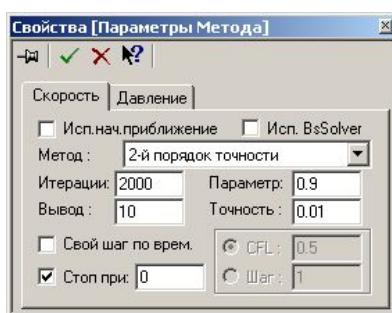 Свойства [Параметры Метода]
Скорость Давление
Исп.нач.приближение Исп. BsSolver
Метод : 2-й порядок точности
Итерации: 2000 Параметр: 0.9
Вывод : 10 Точность : 0.01
Свой шаг по врем. CFL : 0.5
Стоп при: 0 Шаг : 1